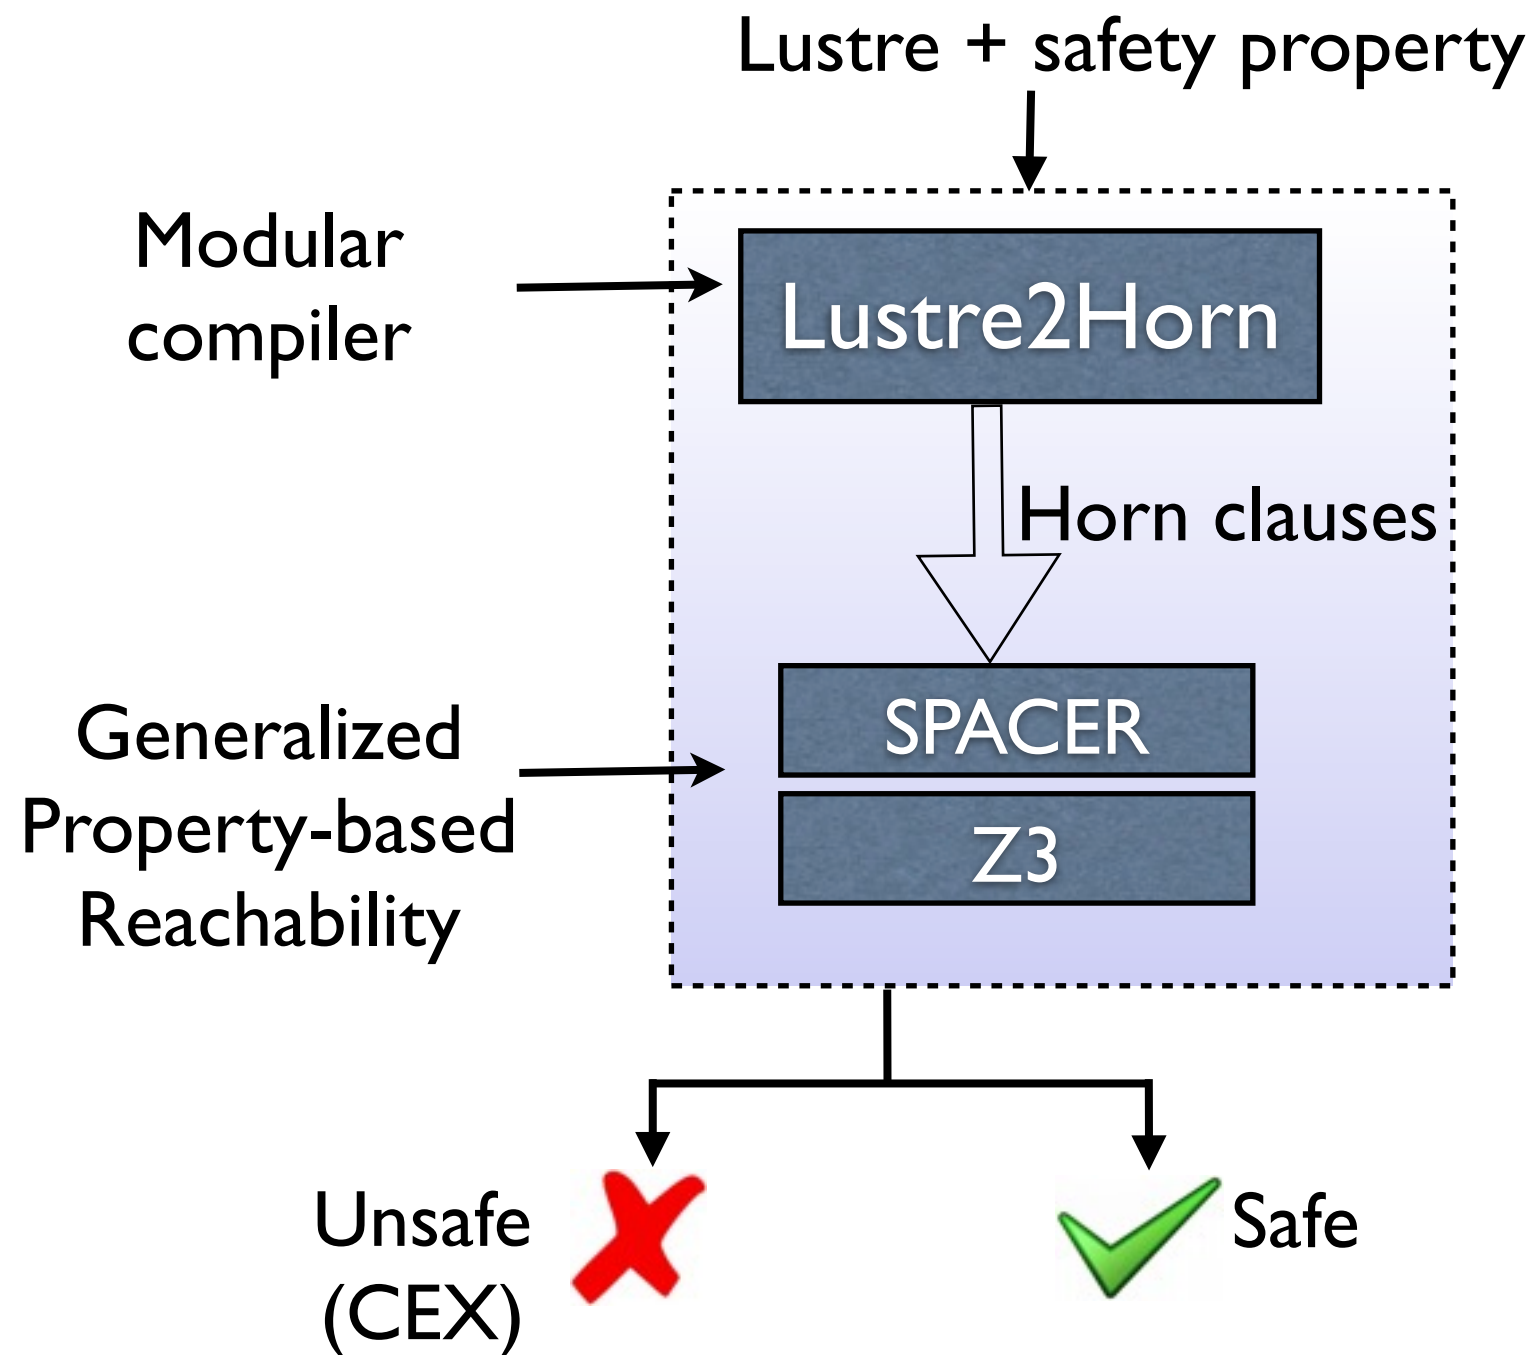 Lustre + safety property
Modular
compiler
Lustre2Horn
Horn clauses
Generalized
Property-based
Reachability
SPACER
Z3
Unsafe
(CEX)
Safe